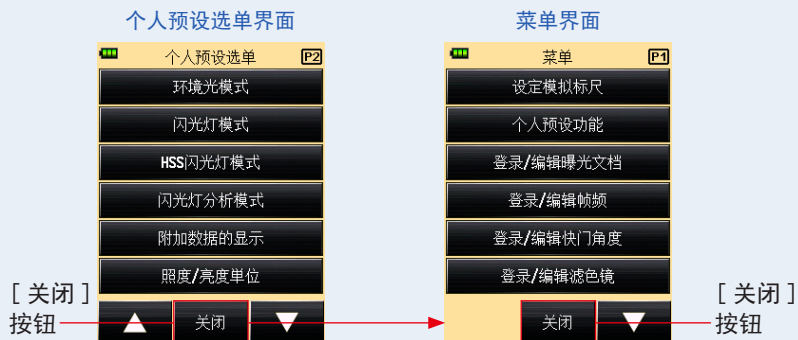 个人预设选单界面
个人预设选单 P2
环境光模式
闪光灯模式
HSS闪光灯模式
闪光灯分析模式
附加数据的显示
照度/亮度单位
关闭
[ 关闭 ]
按钮
菜单界面
菜单 P1
设定模拟标尺
个人预设功能
登录/编辑曝光文档
登录/编辑帧频
登录/编辑快门角度
登录/编辑滤色镜
关闭
[ 关闭 ]
按钮